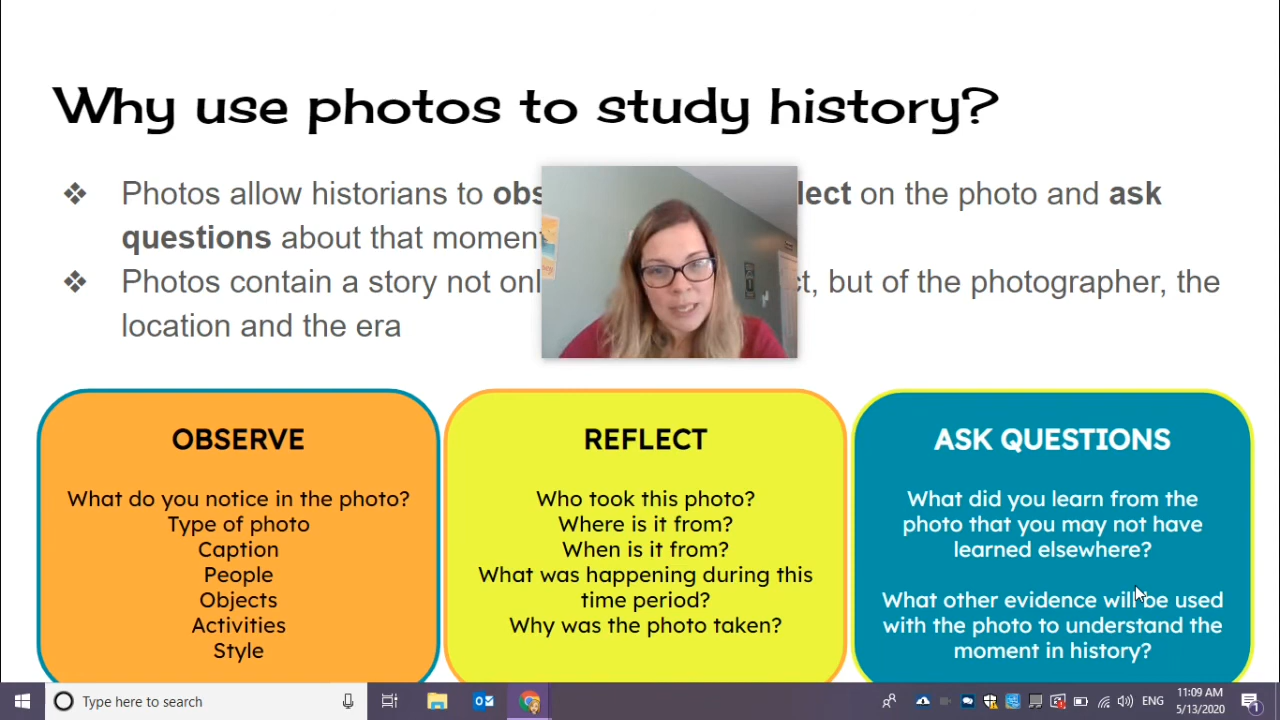 Why use photos to study history?
❖ Photos allow historians to obs lect on the photo and ask
questions about that moment
❖ Photos contain a story not onl t, but of the photographer, the
location and the era
OBSERVE
What do you notice in the photo?
Type of photo
Caption
People
Objects
Activities
Style
REFLECT
Who took this photo?
Where is it from?
When is it from?
What was happening during this
time period?
Why was the photo taken?
ASK QUESTIONS
What did you learn from the
photo that you may not have
learned elsewhere?
What other evidence will be used
with the photo to understand the
moment in history?
Type here to search
ENG
11:09 AM
5/13/2020